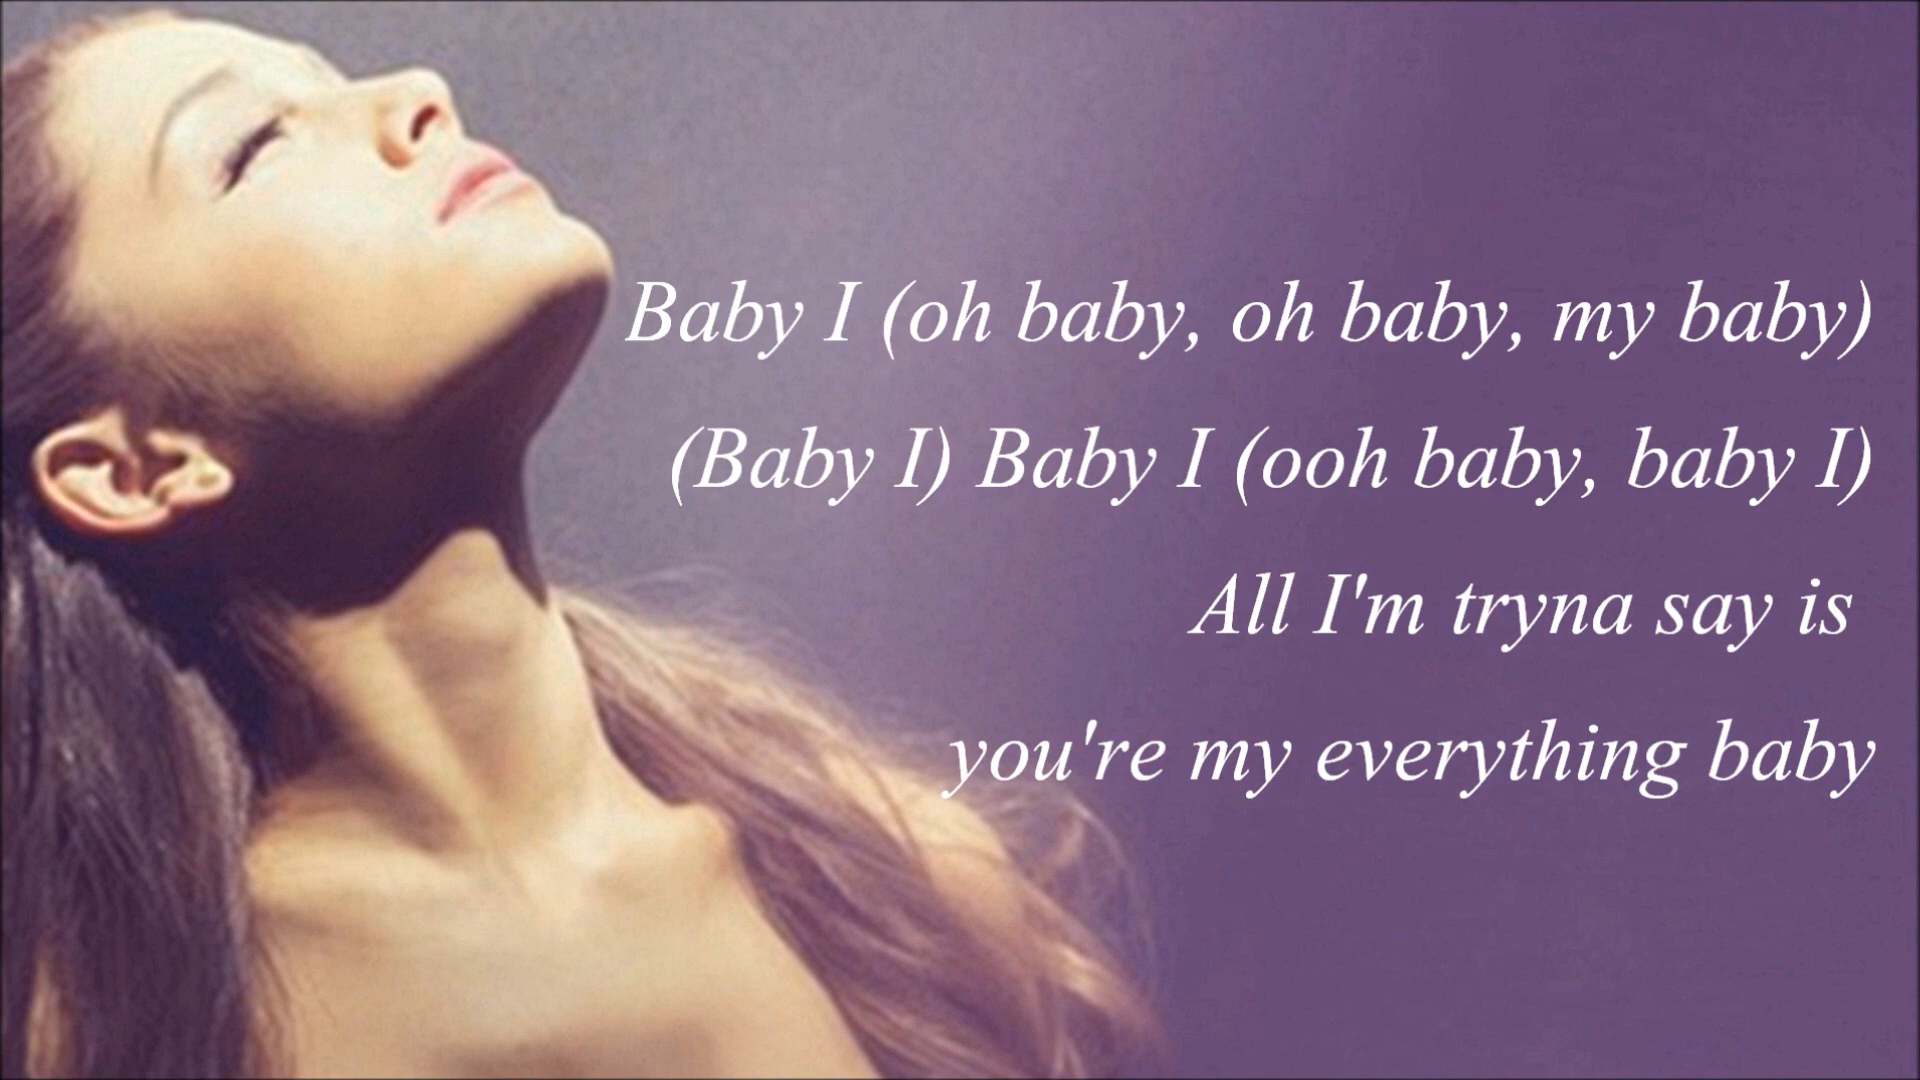 Baby I (oh baby, oh baby, my baby)
(Baby I) Baby I (ooh baby, baby I)
All I'm tryna say is
you're my everything baby